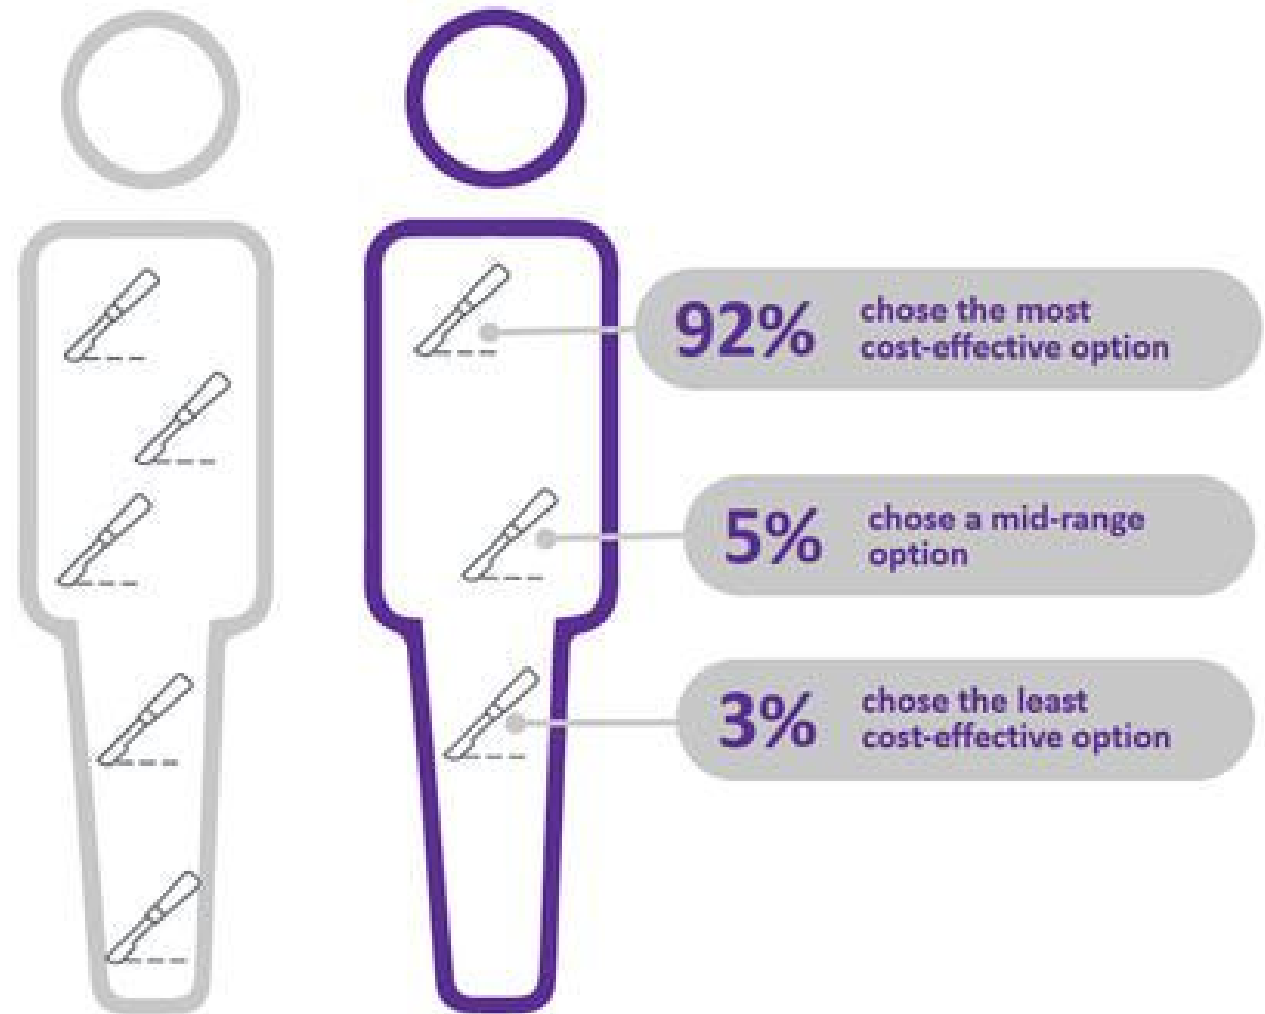 92%
chose the most
cost-effective option
5%
chose a mid-range
option
3%
chose the least
cost-effective option